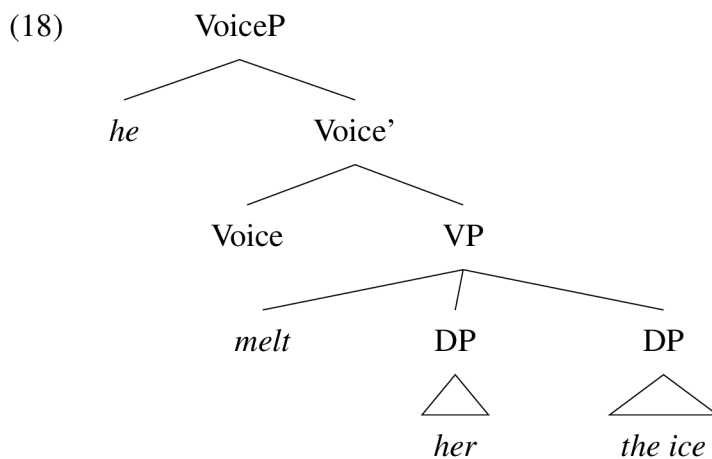 (18) VoiceP
he Voice’
Voice VP
melt DP DP
her the ice